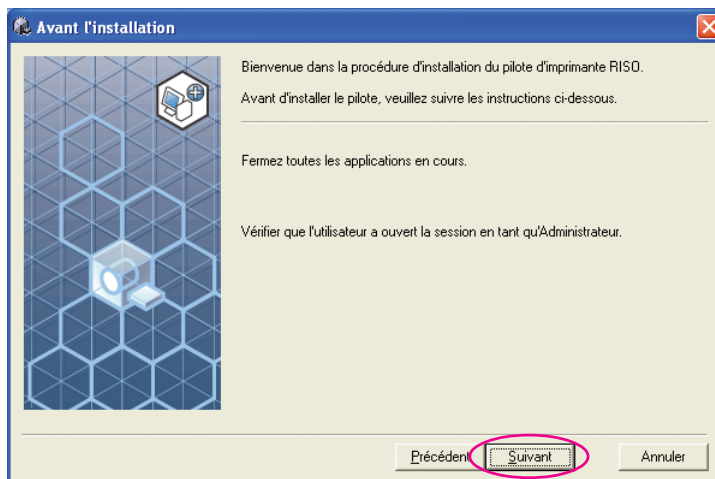 Avant l'installation
Bienvenue dans la procédure d'installation du pilote d'imprimante RISO.
Avant d'installer le pilote, veuillez suivre les instructions ci-dessous.
Fermez toutes les applications en cours.
Vérifier que l'utilisateur a ouvert la session en tant qu'Administrateur.
Précédent
Suivant
Annuler